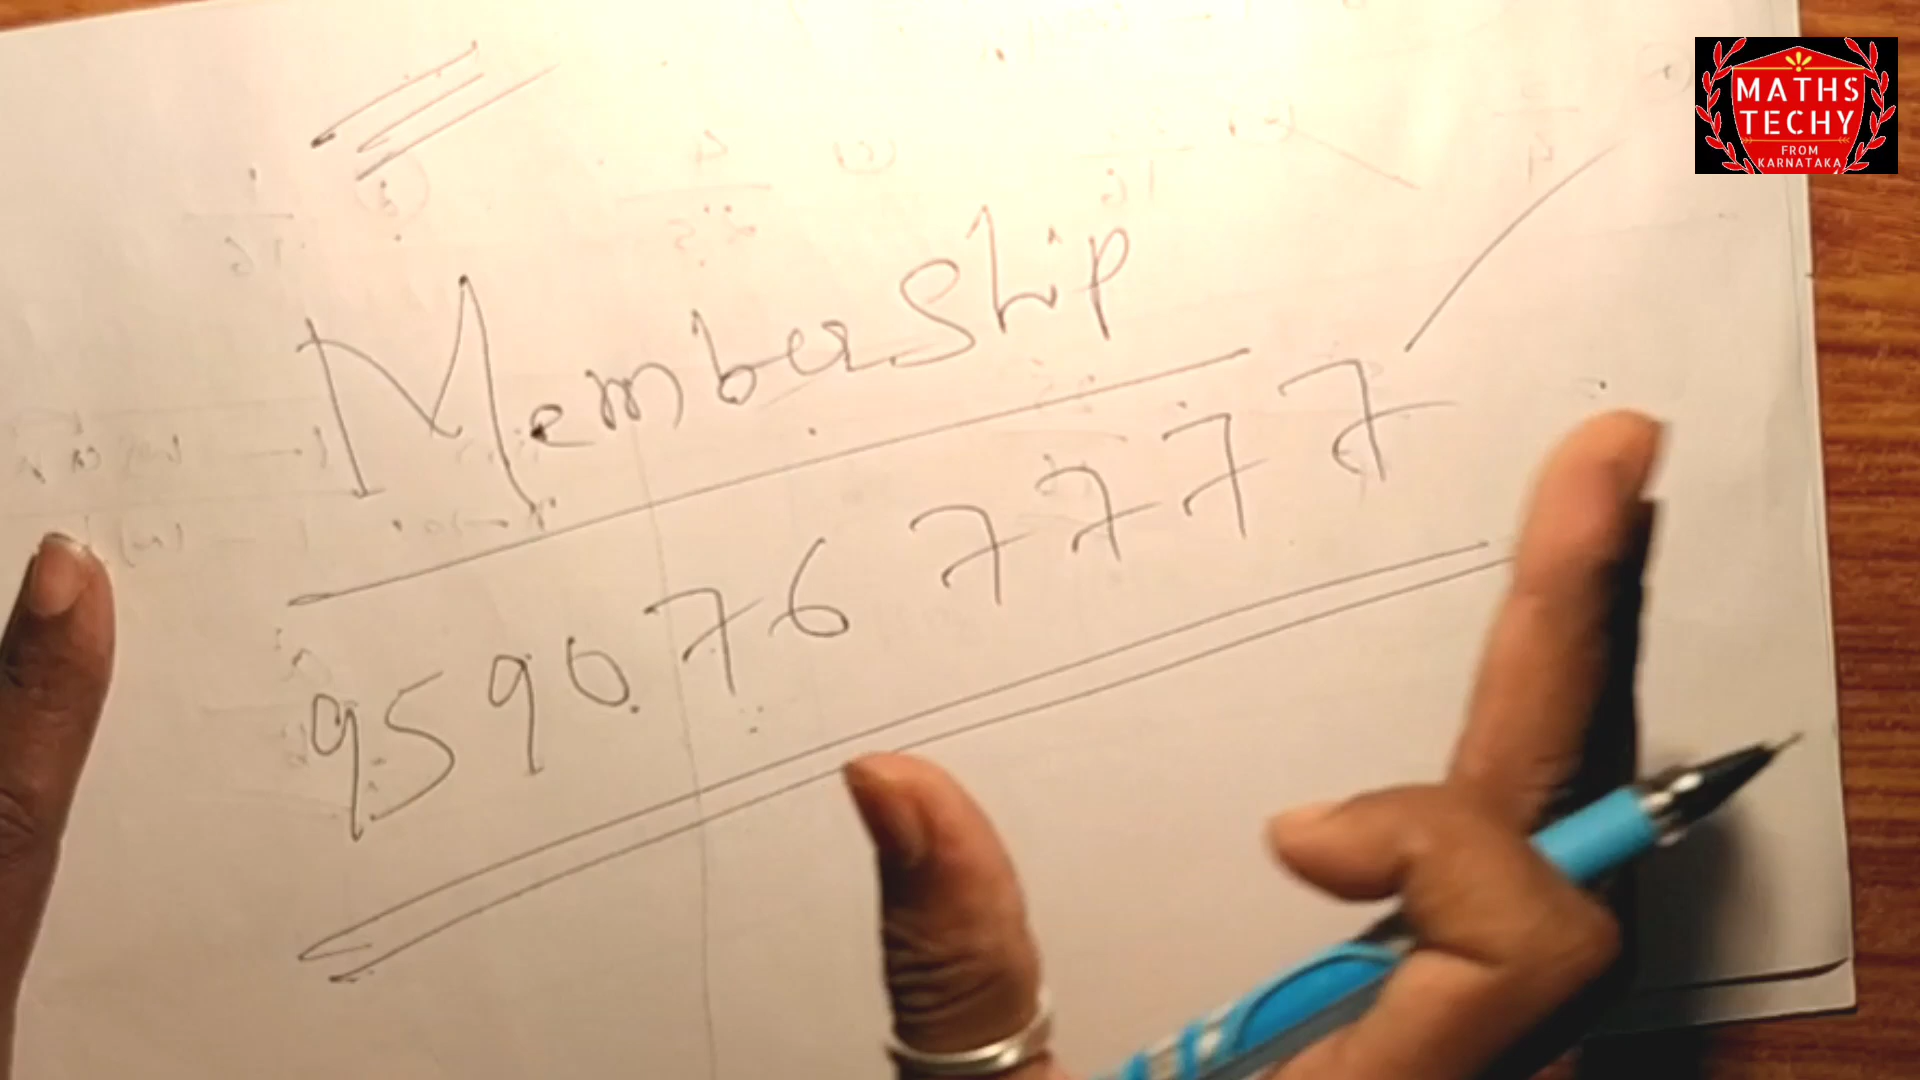 MATHS
TECHY
FROM
KARNATAKA
Membership
9590767777